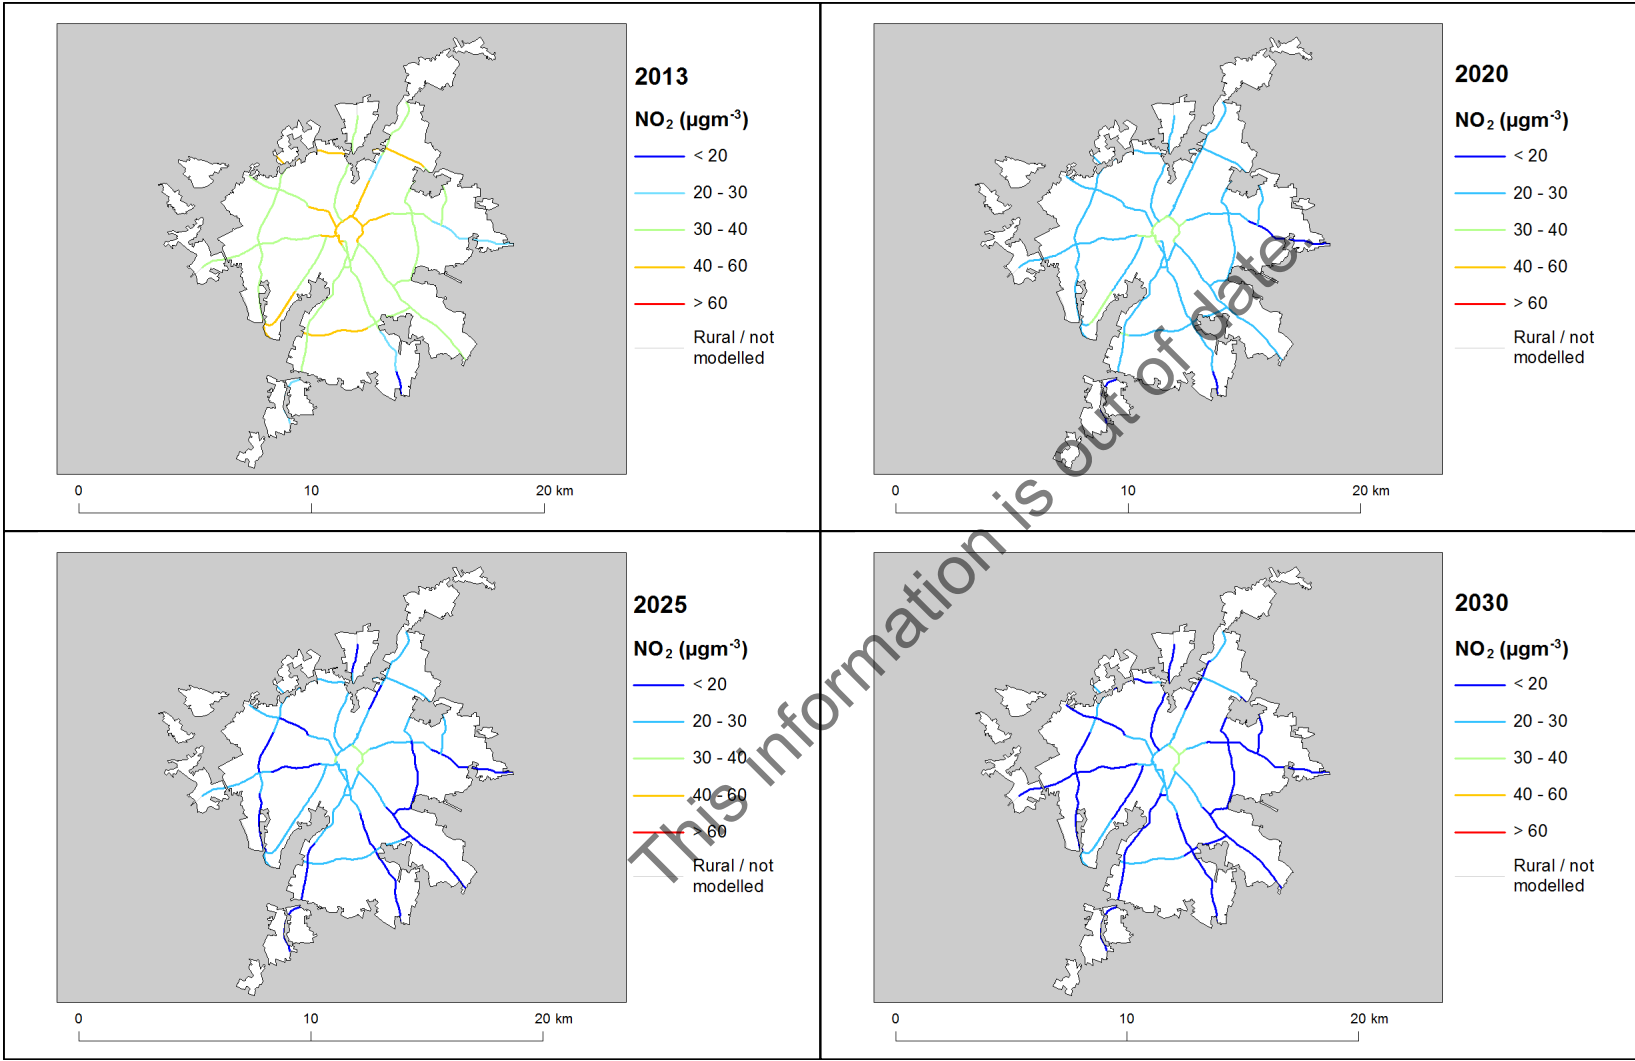 2013
NO₂ (µgm⁻³)
< 20
20 - 30
30 - 40
40 - 60
> 60
Rural / not
modelled
0 10 20 km
2020
NO₂ (µgm⁻³)
< 20
20 - 30
30 - 40
40 - 60
> 60
Rural / not
modelled
0 10 20 km
2025
NO₂ (µgm⁻³)
< 20
20 - 30
30 - 40
40 - 60
> 60
Rural / not
modelled
0 10 20 km
2030
NO₂ (µgm⁻³)
< 20
20 - 30
30 - 40
40 - 60
> 60
Rural / not
modelled
0 10 20 km
This information is out of date.